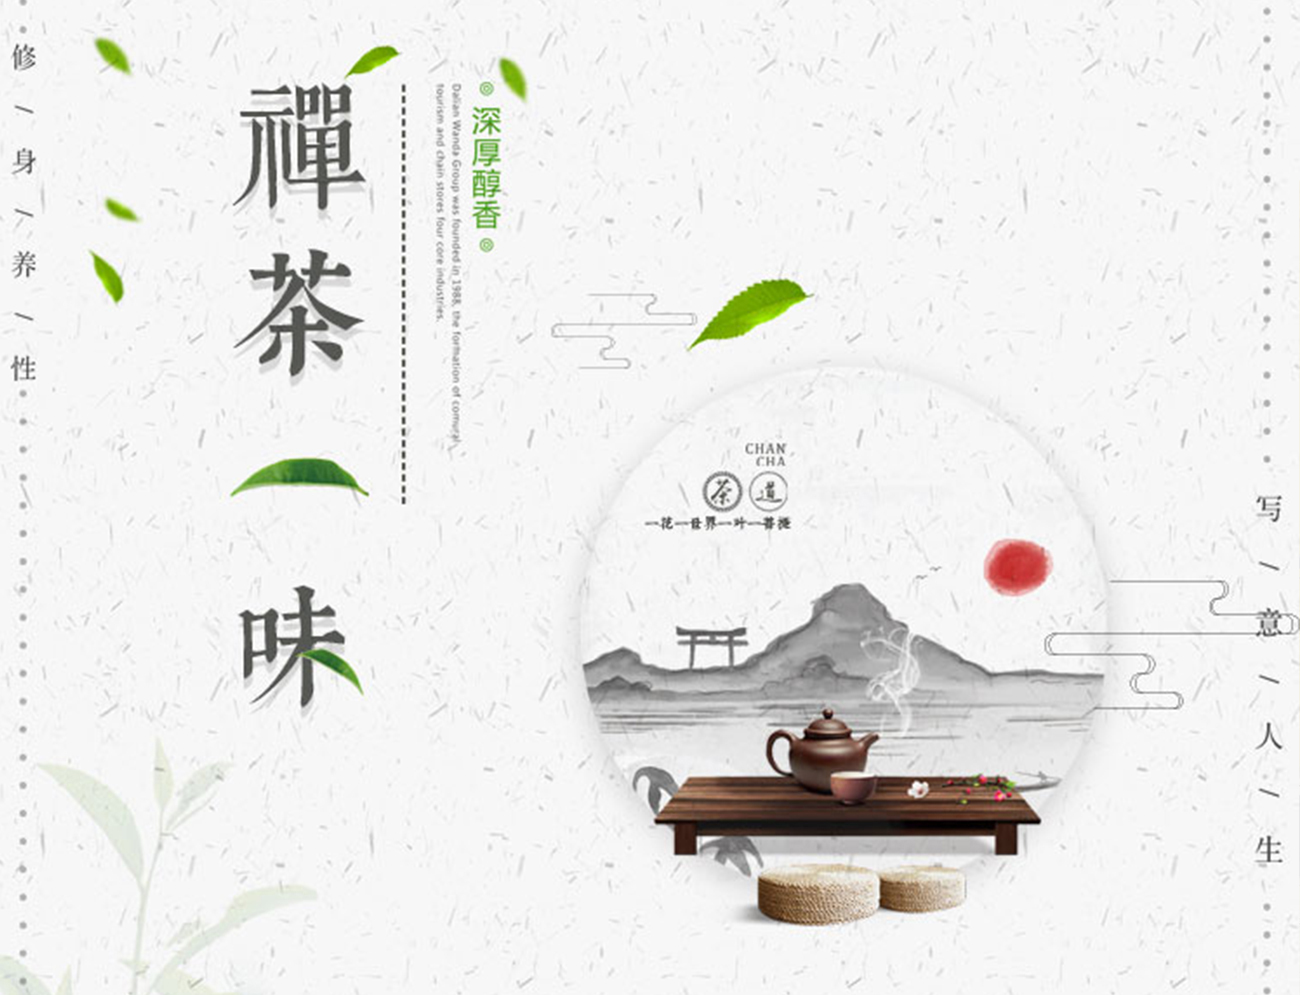 修/身/养/性
禪茶一味
深厚醇香
Dalian Wanda Group was founded in 1988, the formation of comural
tourism and chain stores four core industries.
CHAN
CHA
茶道
一花一世界一叶一菩提
写/意/人/生